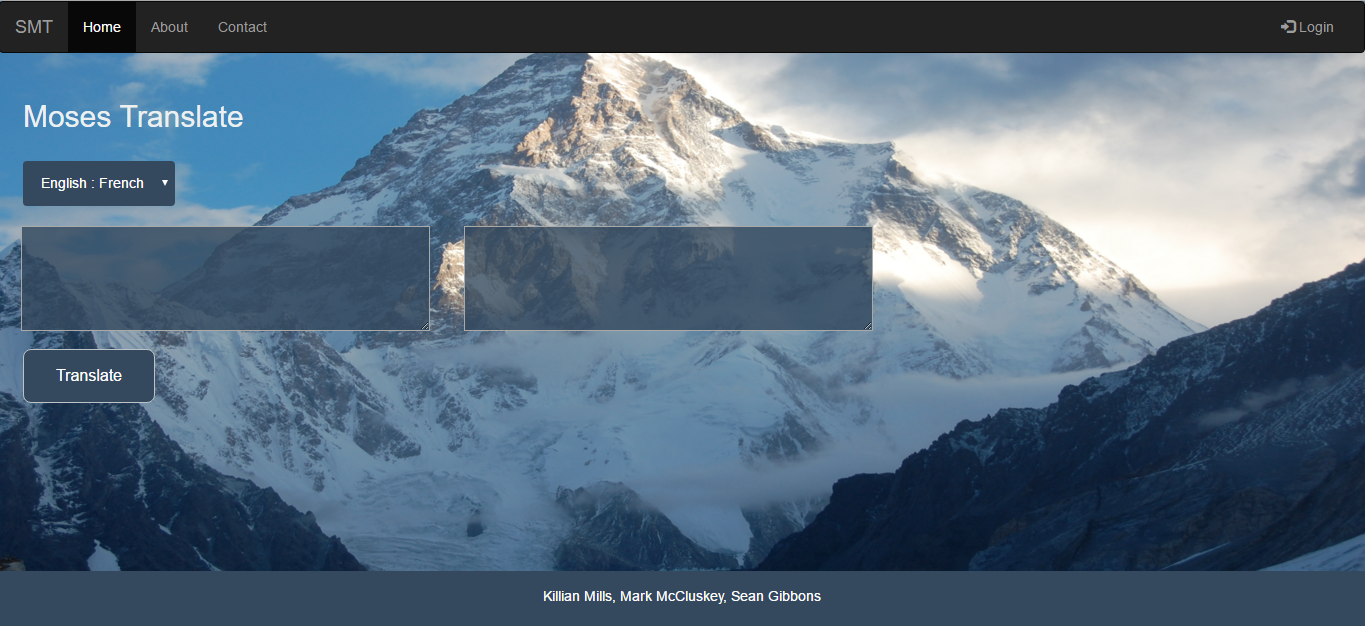 SMT Home About Contact Login
Moses Translate
English : French
Translate
Killian Mills, Mark McCluskey, Sean Gibbons